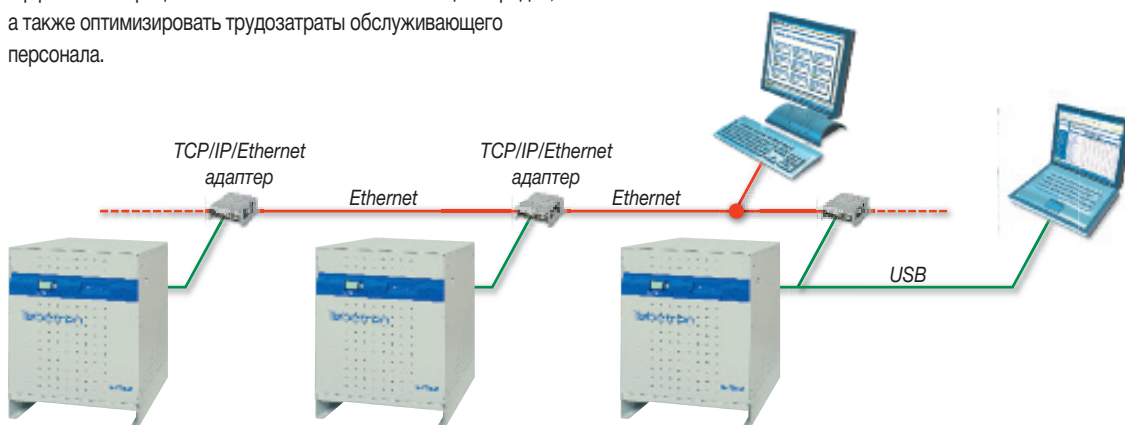 а также оптимизировать трудозатраты обслуживающего
персонала.
TCP/IP/Ethernet
адаптер
TCP/IP/Ethernet
адаптер
Ethernet
Ethernet
USB